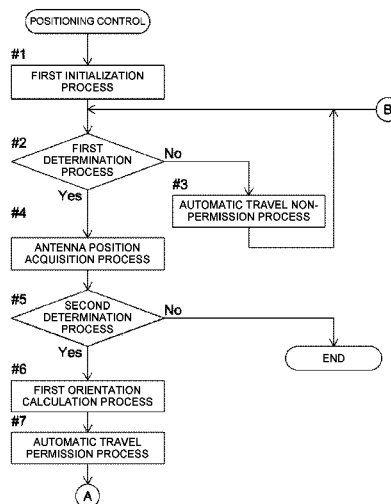 POSITIONING CONTROL
#1
FIRST INITIALIZATION
PROCESS
B
#2
FIRST
DETERMINATION
PROCESS
No
Yes
#3
AUTOMATIC TRAVEL NON-
PERMISSION PROCESS
#4
ANTENNA POSITION
ACQUISITION PROCESS
#5
SECOND
DETERMINATION
PROCESS
No
Yes
END
#6
FIRST ORIENTATION
CALCULATION PROCESS
#7
AUTOMATIC TRAVEL
PERMISSION PROCESS
A